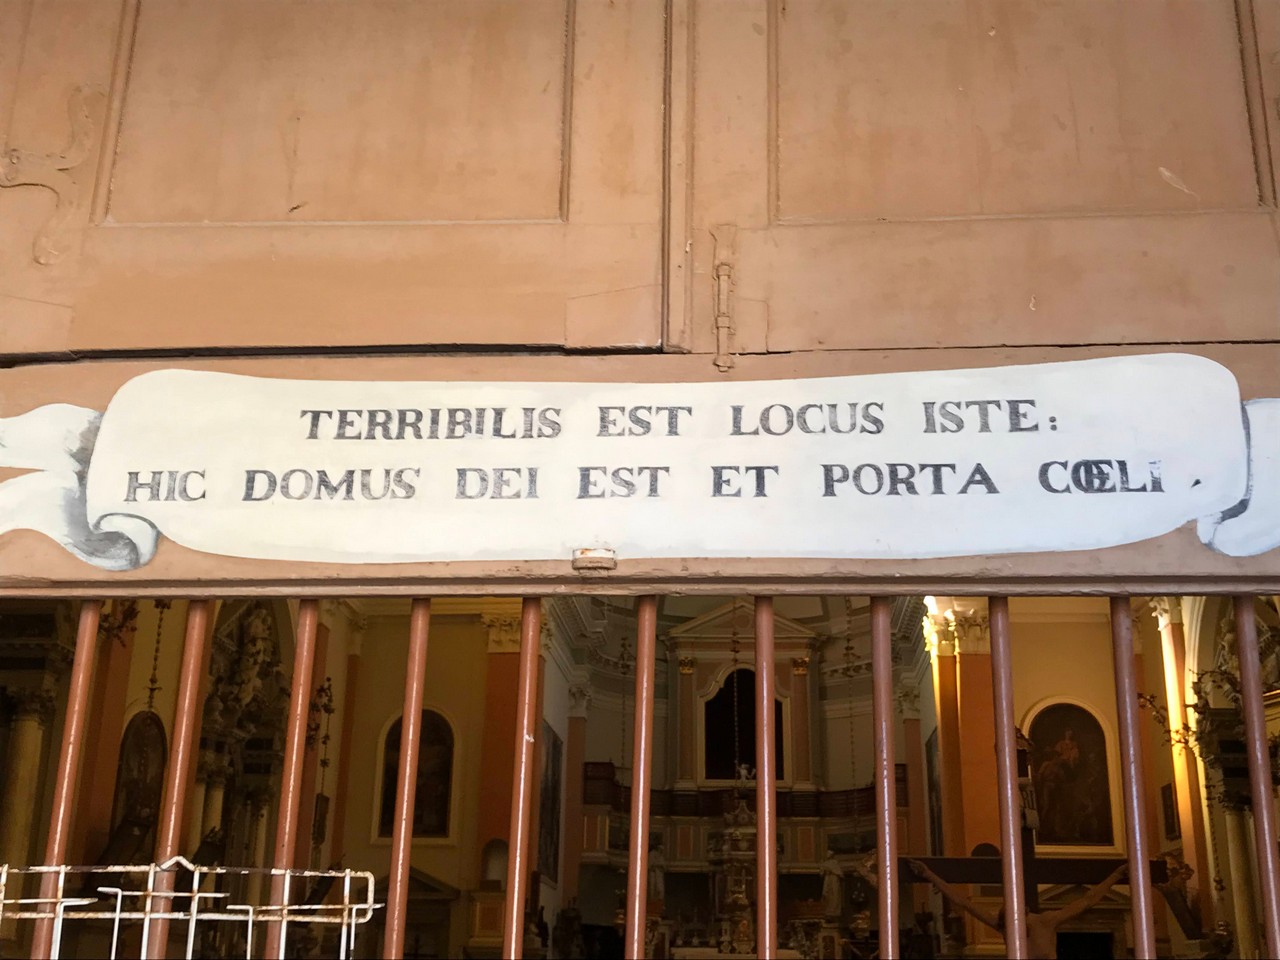 TERRIBILIS EST LOCUS ISTE:
HIC DOMUS DEI EST ET PORTA CŒLI.